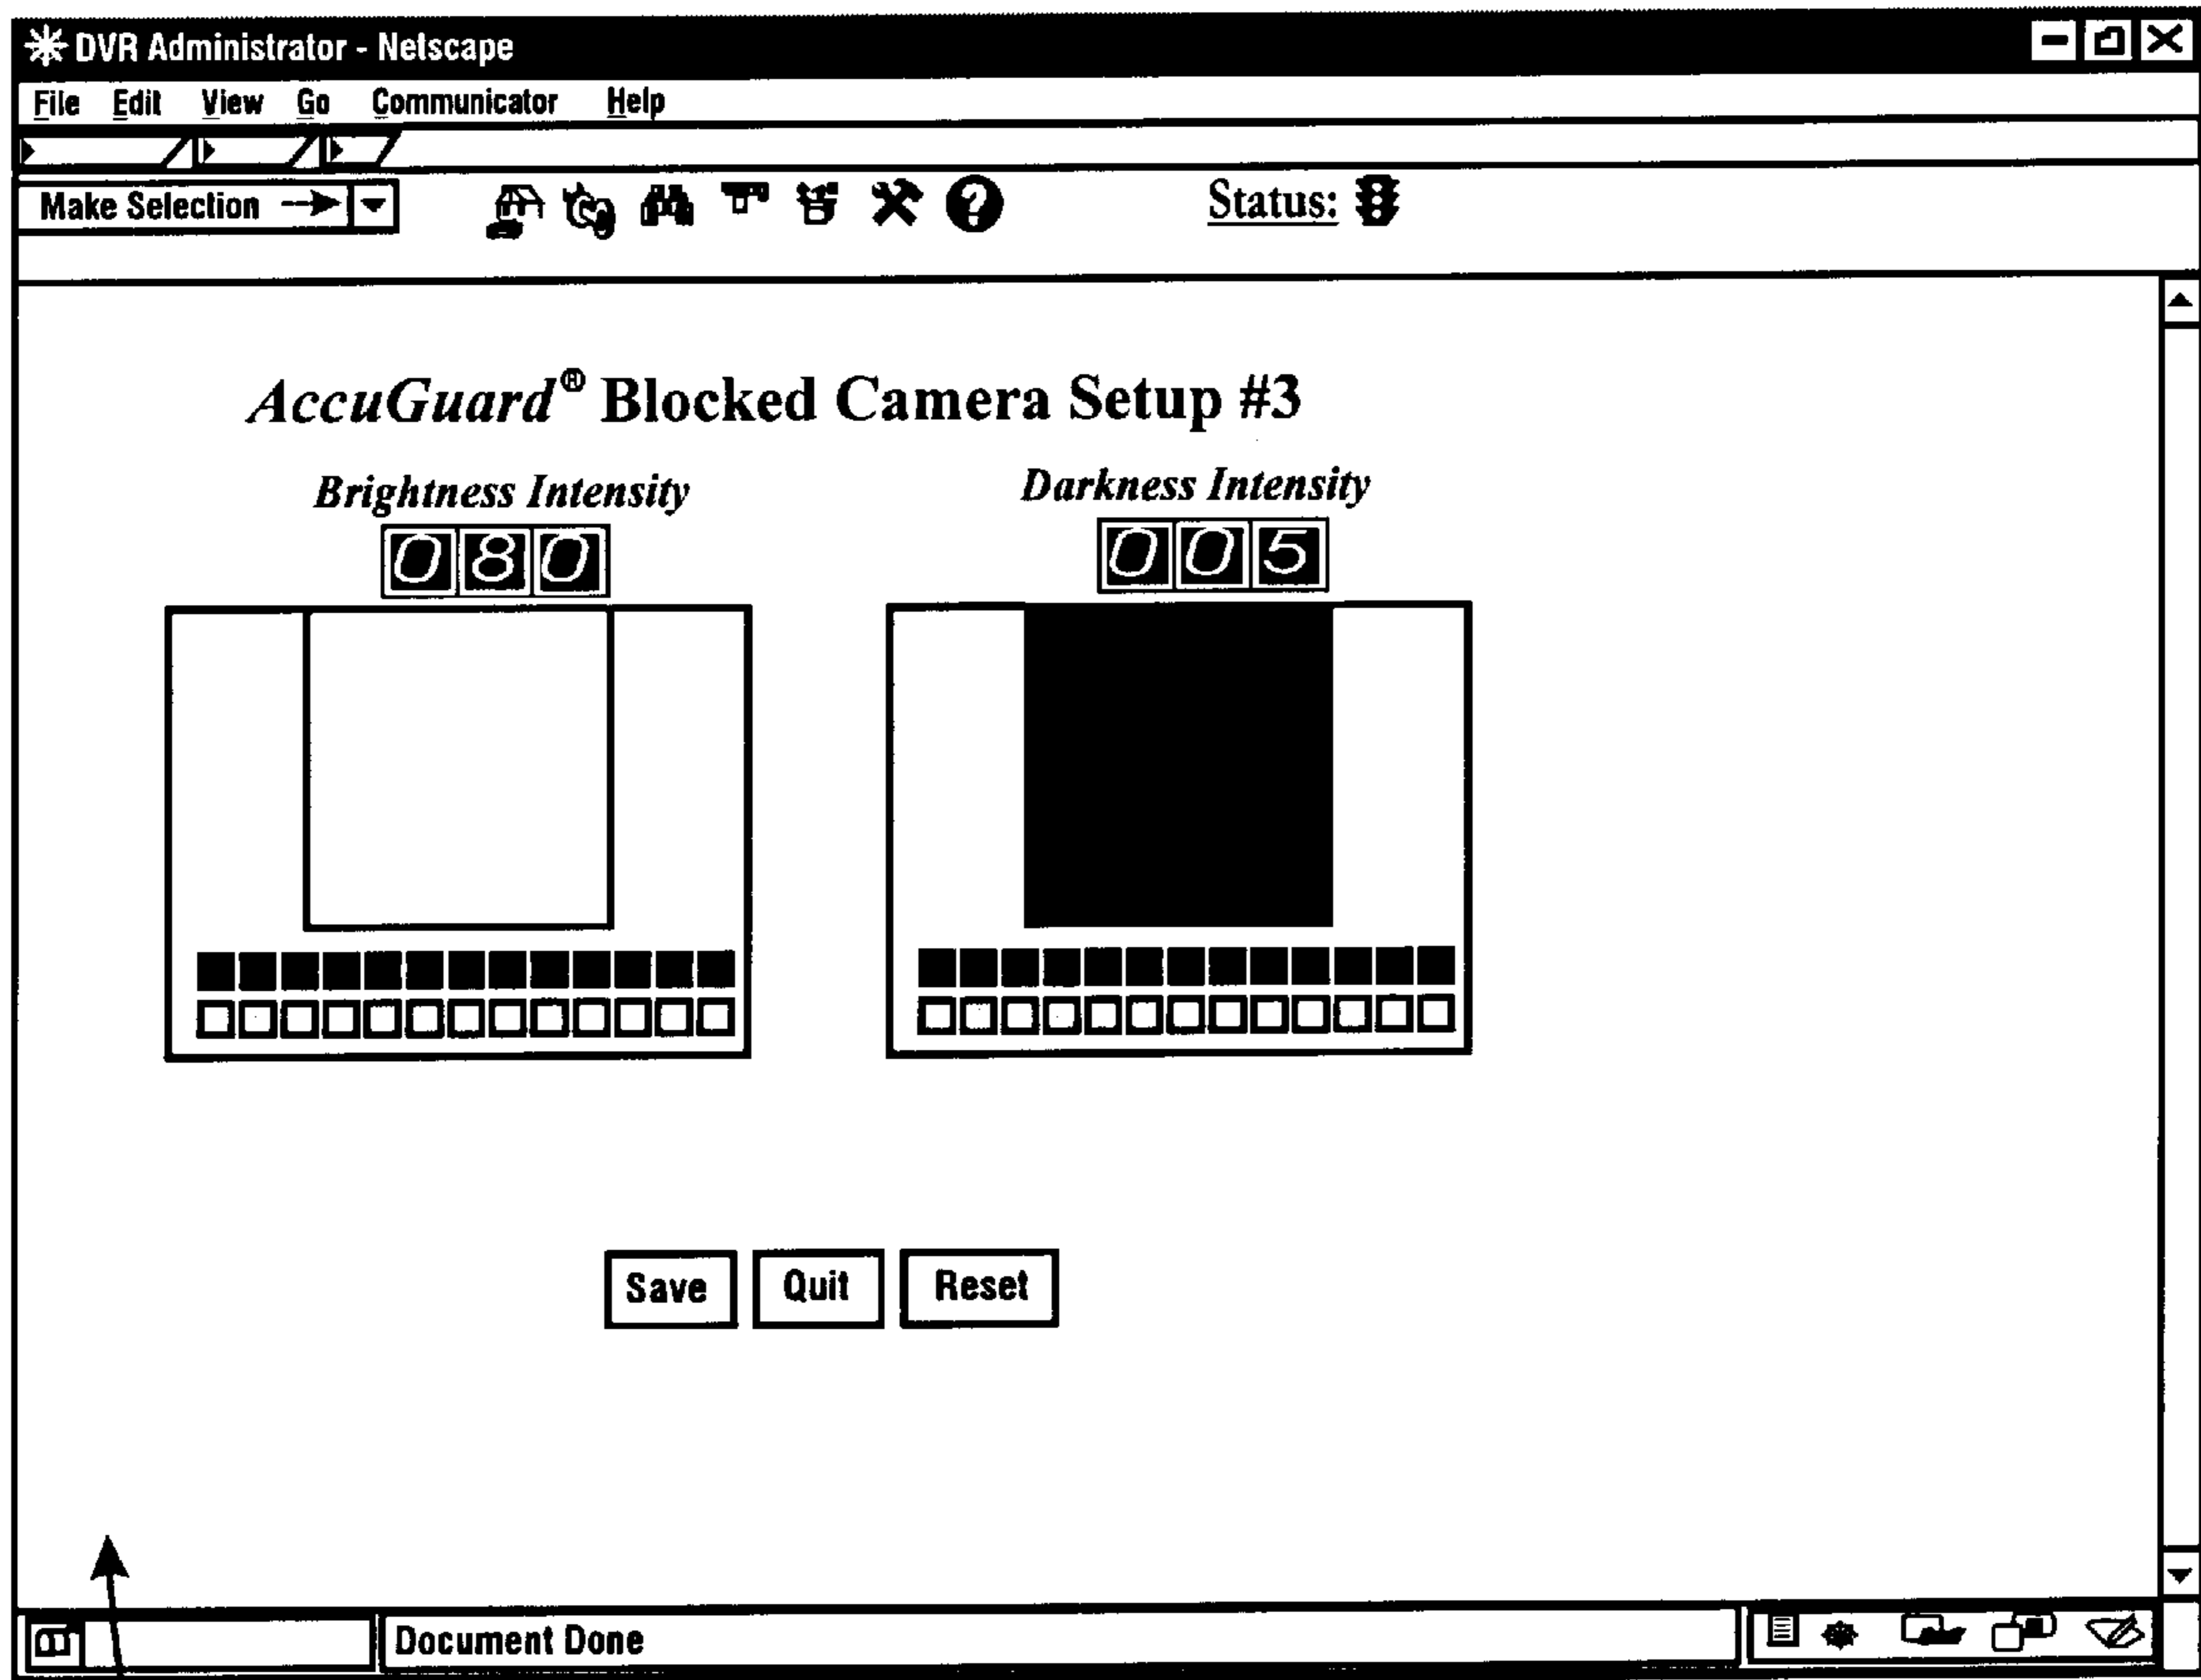 DVR Administrator - Netscape
File Edit View Go Communicator Help
Make Selection
Status:
AccuGuard® Blocked Camera Setup #3
Brightness Intensity Darkness Intensity
080 005
Save Quit Reset
Document Done